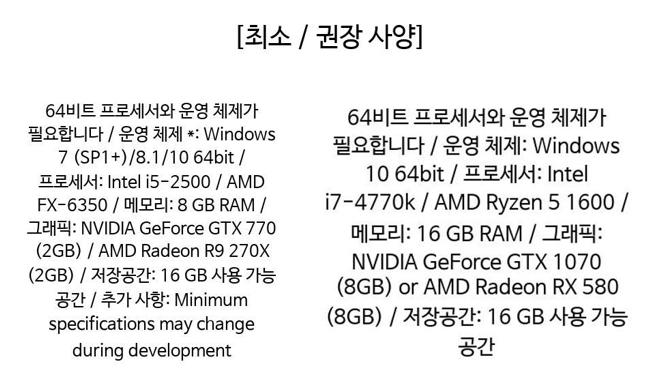 [최소 / 권장 사양]
64비트 프로세서와 운영 체제가
필요합니다 / 운영 체제 *: Windows
7 (SP1+)/8.1/10 64bit /
프로세서: Intel i5-2500 / AMD
FX-6350 / 메모리: 8 GB RAM /
그래픽: NVIDIA GeForce GTX 770
(2GB) / AMD Radeon R9 270X
(2GB) / 저장공간: 16 GB 사용 가능
공간 / 추가 사항: Minimum
specifications may change
during development
64비트 프로세서와 운영 체제가
필요합니다 / 운영 체제: Windows
10 64bit / 프로세서: Intel
i7-4770k / AMD Ryzen 5 1600 /
메모리: 16 GB RAM / 그래픽:
NVIDIA GeForce GTX 1070
(8GB) or AMD Radeon RX 580
(8GB) / 저장공간: 16 GB 사용 가능
공간